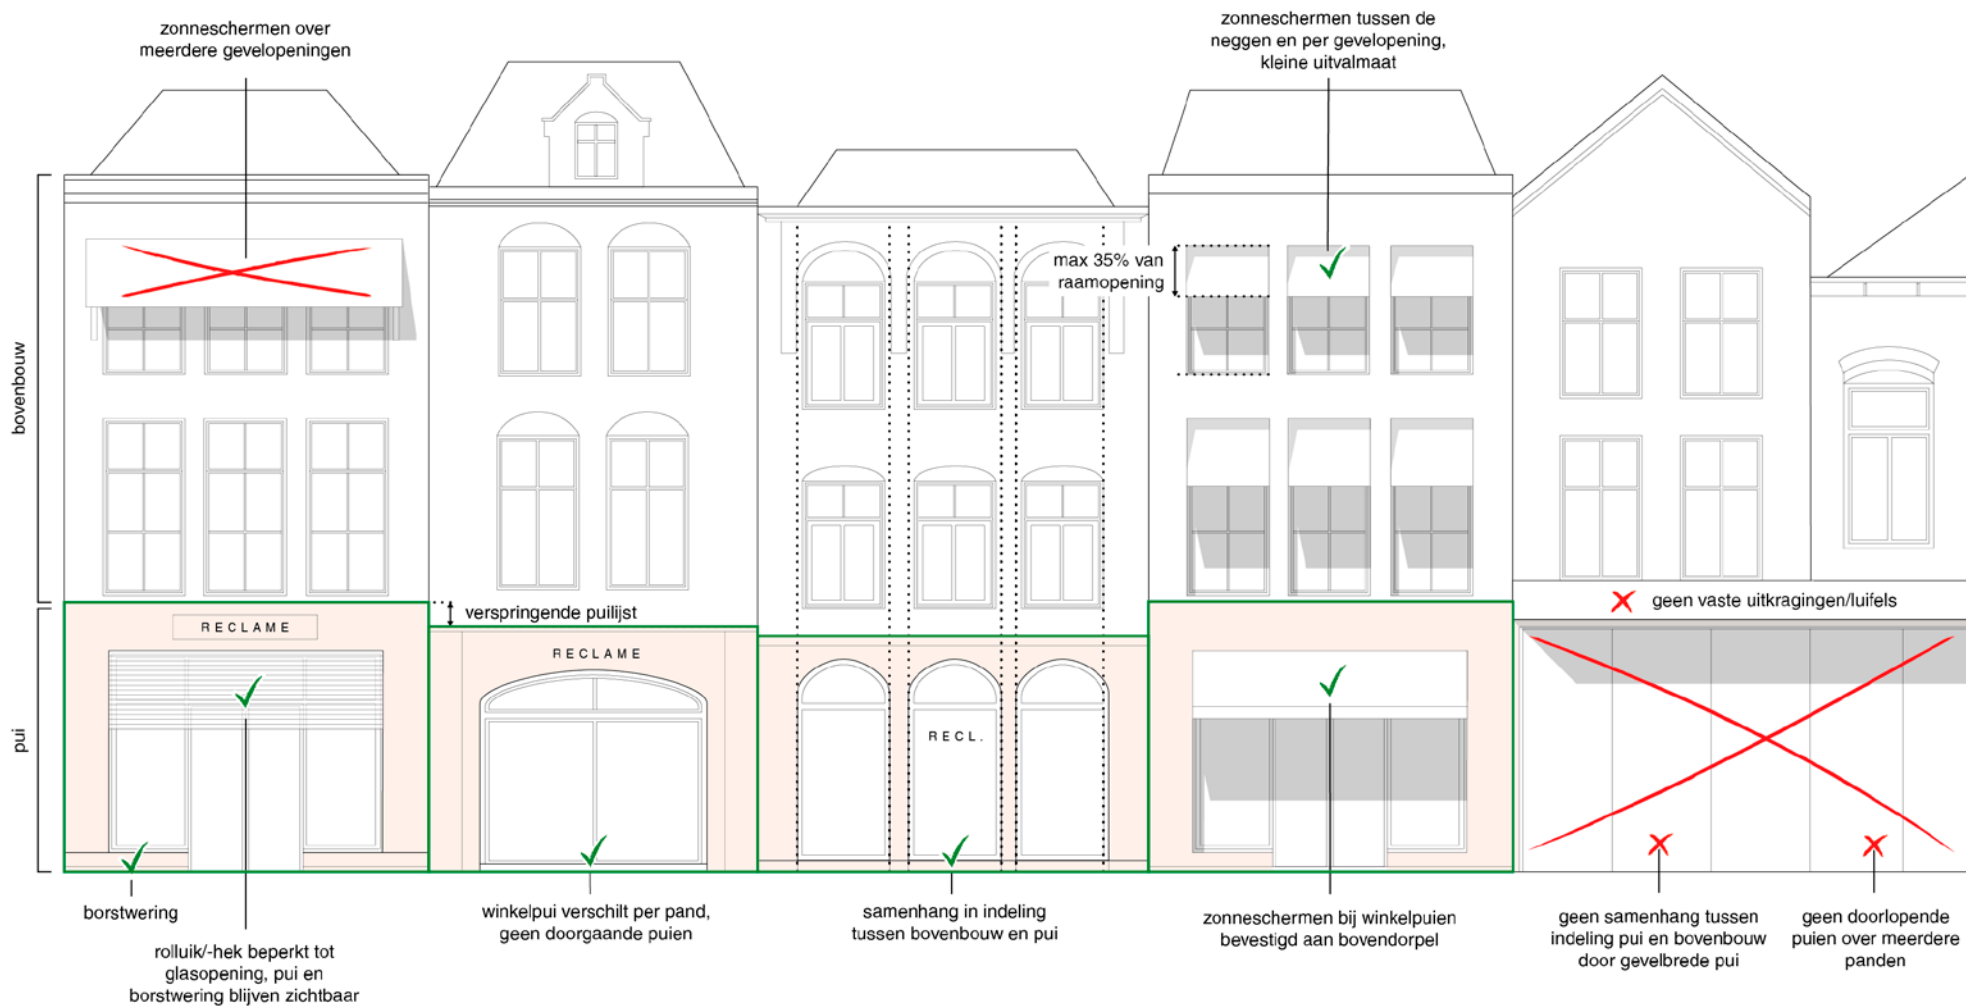 zonneschermen over
meerdere gevelopeningen
zonneschermen tussen de
neggen en per gevelopening,
kleine uitvalmaat
max 35% van
raamopening
bovenbouw
pui
verspringende puilijst
geen vaste uitkragingen/luifels
RECLAME
RECLAME
RECL.
borstwering
rolluik/-hek beperkt tot
glasopening, pui en
borstwering blijven zichtbaar
winkelpui verschilt per pand,
geen doorgaande puien
samenhang in indeling
tussen bovenbouw en pui
zonneschermen bij winkelpuien
bevestigd aan bovendorpel
geen samenhang tussen
indeling pui en bovenbouw
door gevelbrede pui
geen doorlopende
puien over meerdere
panden